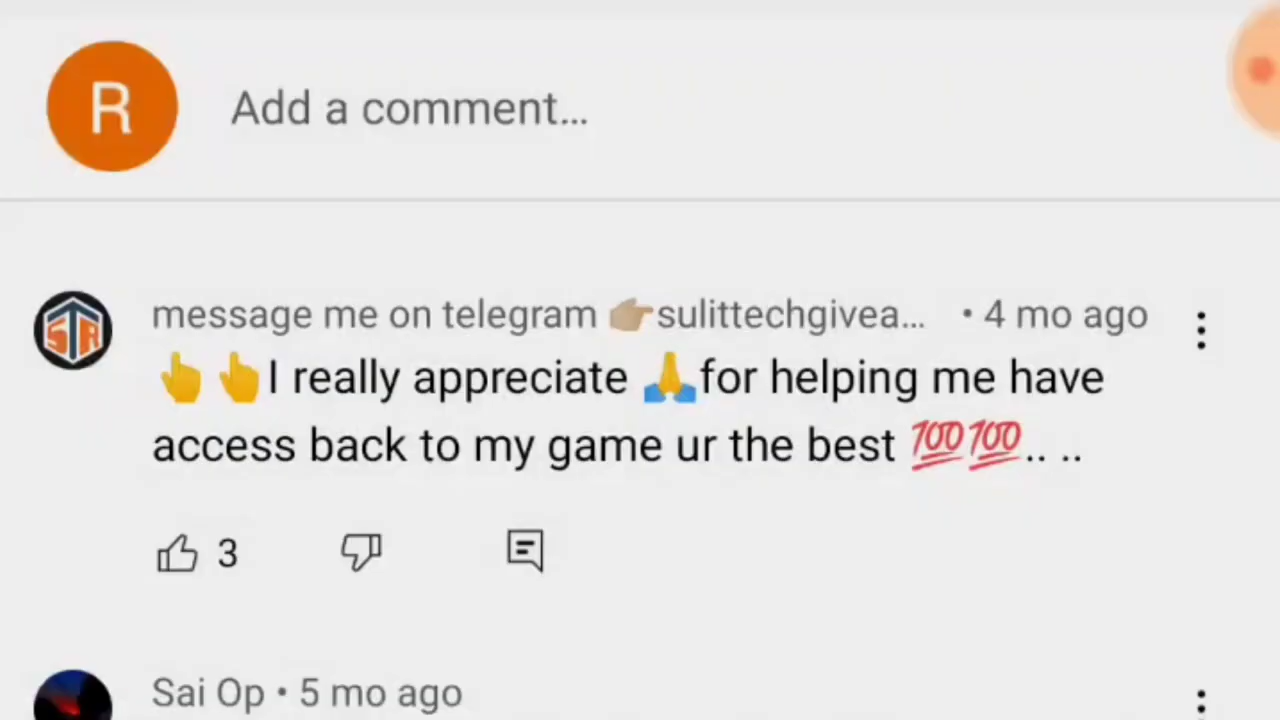 R
Add a comment...
STR
message me on telegram 👉🏽sulittechgivea... • 4 mo ago
👆👆I really appreciate 🙏for helping me have
access back to my game ur the best 💯💯.. ..
3
Sai Op • 5 mo ago